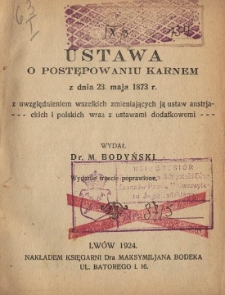 63
I
USTAWA
O POSTĘPOWANIU KARNEM
z dnia 23. maja 1873 r.
z uwzględnieniem wszelkich zmieniających ją ustaw austrja-
--- ckich i polskich wraz z ustawami dodatkowemi ---
WYDAŁ
Dr. M. BODYŃSKI
Wydanie trzecie poprawione.
LWÓW 1924.
NAKŁADEM KSIĘGARNI Dra MAKSYMILJANA BODEKA
UL. BATOREGO l. 16.